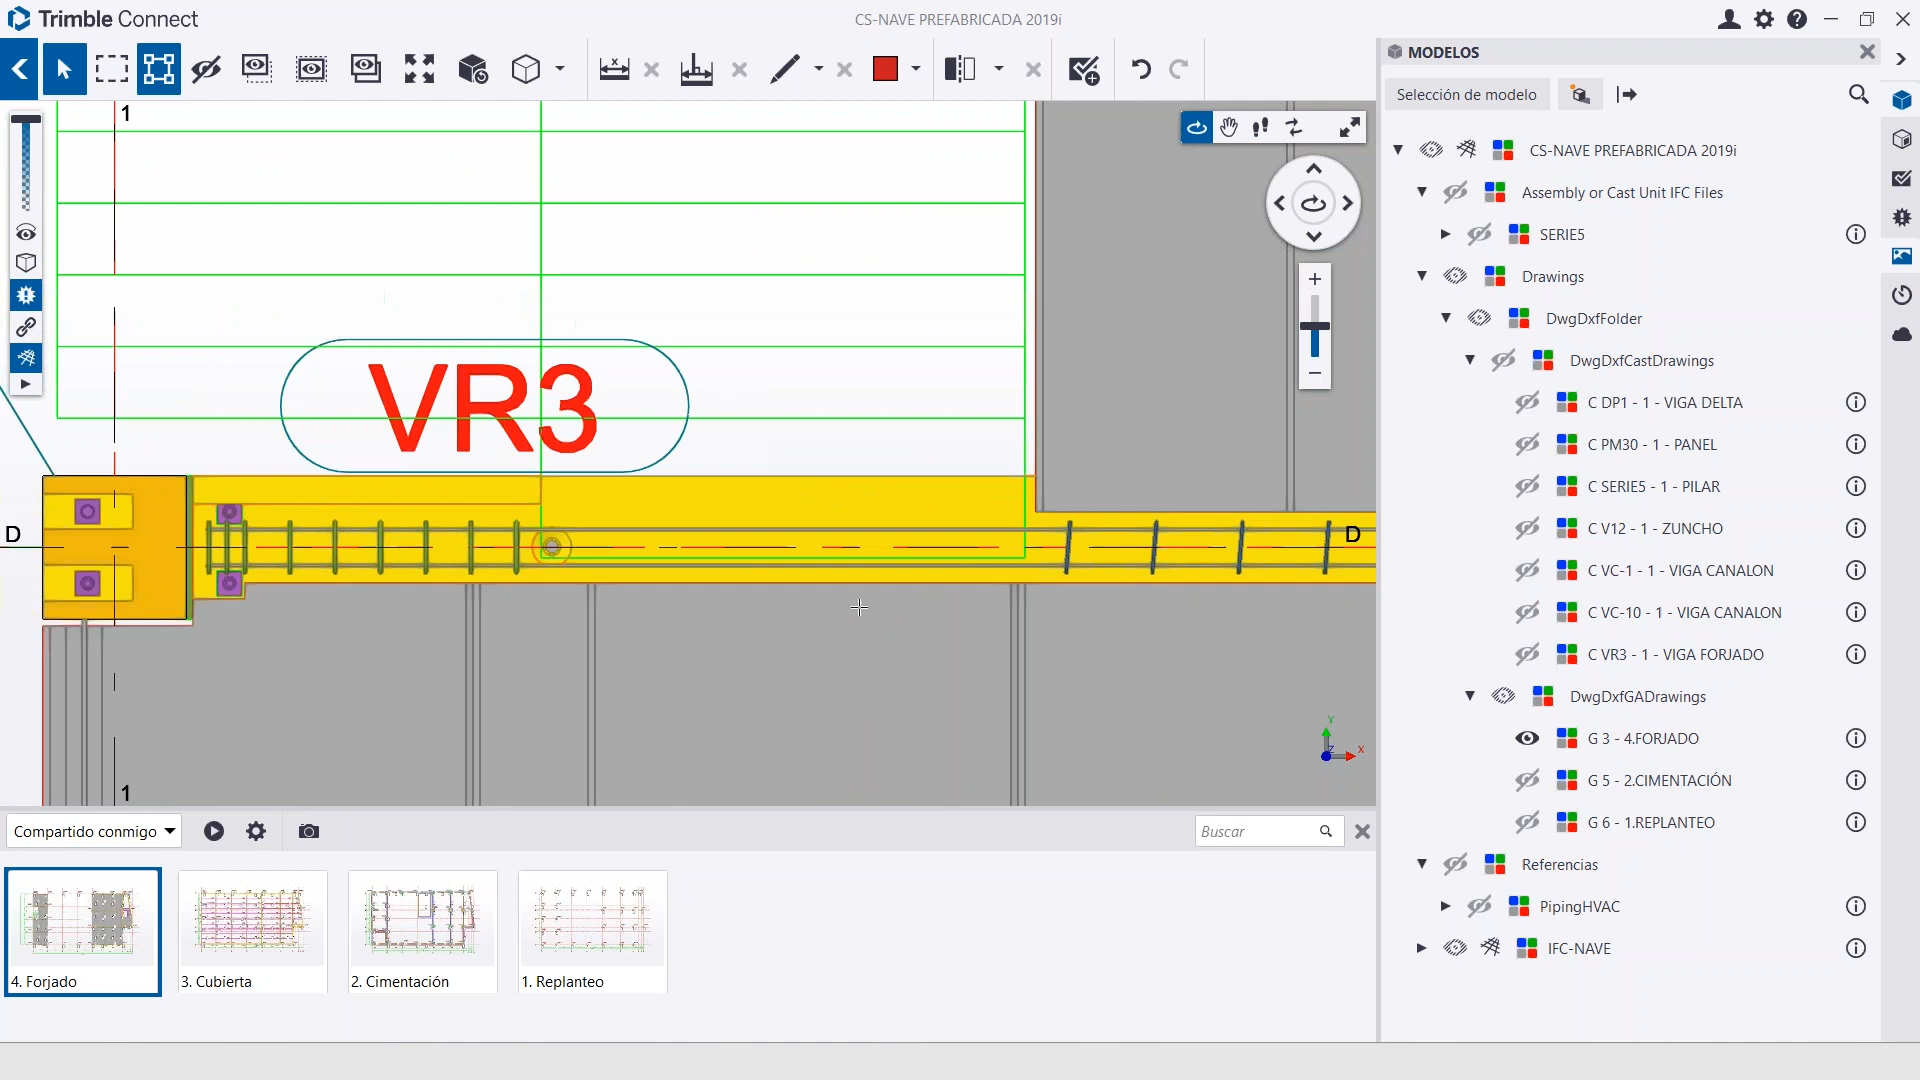 Trimble Connect
CS-NAVE PREFABRICADA 2019i
MODELOS
Selección de modelo
CS-NAVE PREFABRICADA 2019i
Assembly or Cast Unit IFC Files
SERIE5
Drawings
DwgDxfFolder
DwgDxfCastDrawings
C DP1 - 1 - VIGA DELTA
C PM30 - 1 - PANEL
C SERIE5 - 1 - PILAR
C V12 - 1 - ZUNCHO
C VC-1 - 1 - VIGA CANALON
C VC-10 - 1 - VIGA CANALON
C VR3 - 1 - VIGA FORJADO
DwgDxfGADrawings
G 3 - 4.FORJADO
G 5 - 2.CIMENTACIÓN
G 6 - 1.REPLANTEO
Referencias
PipingHVAC
IFC-NAVE
1
VR3
D
D
1
Y
Z
X
Compartido conmigo
Buscar
4. Forjado
3. Cubierta
2. Cimentación
1. Replanteo